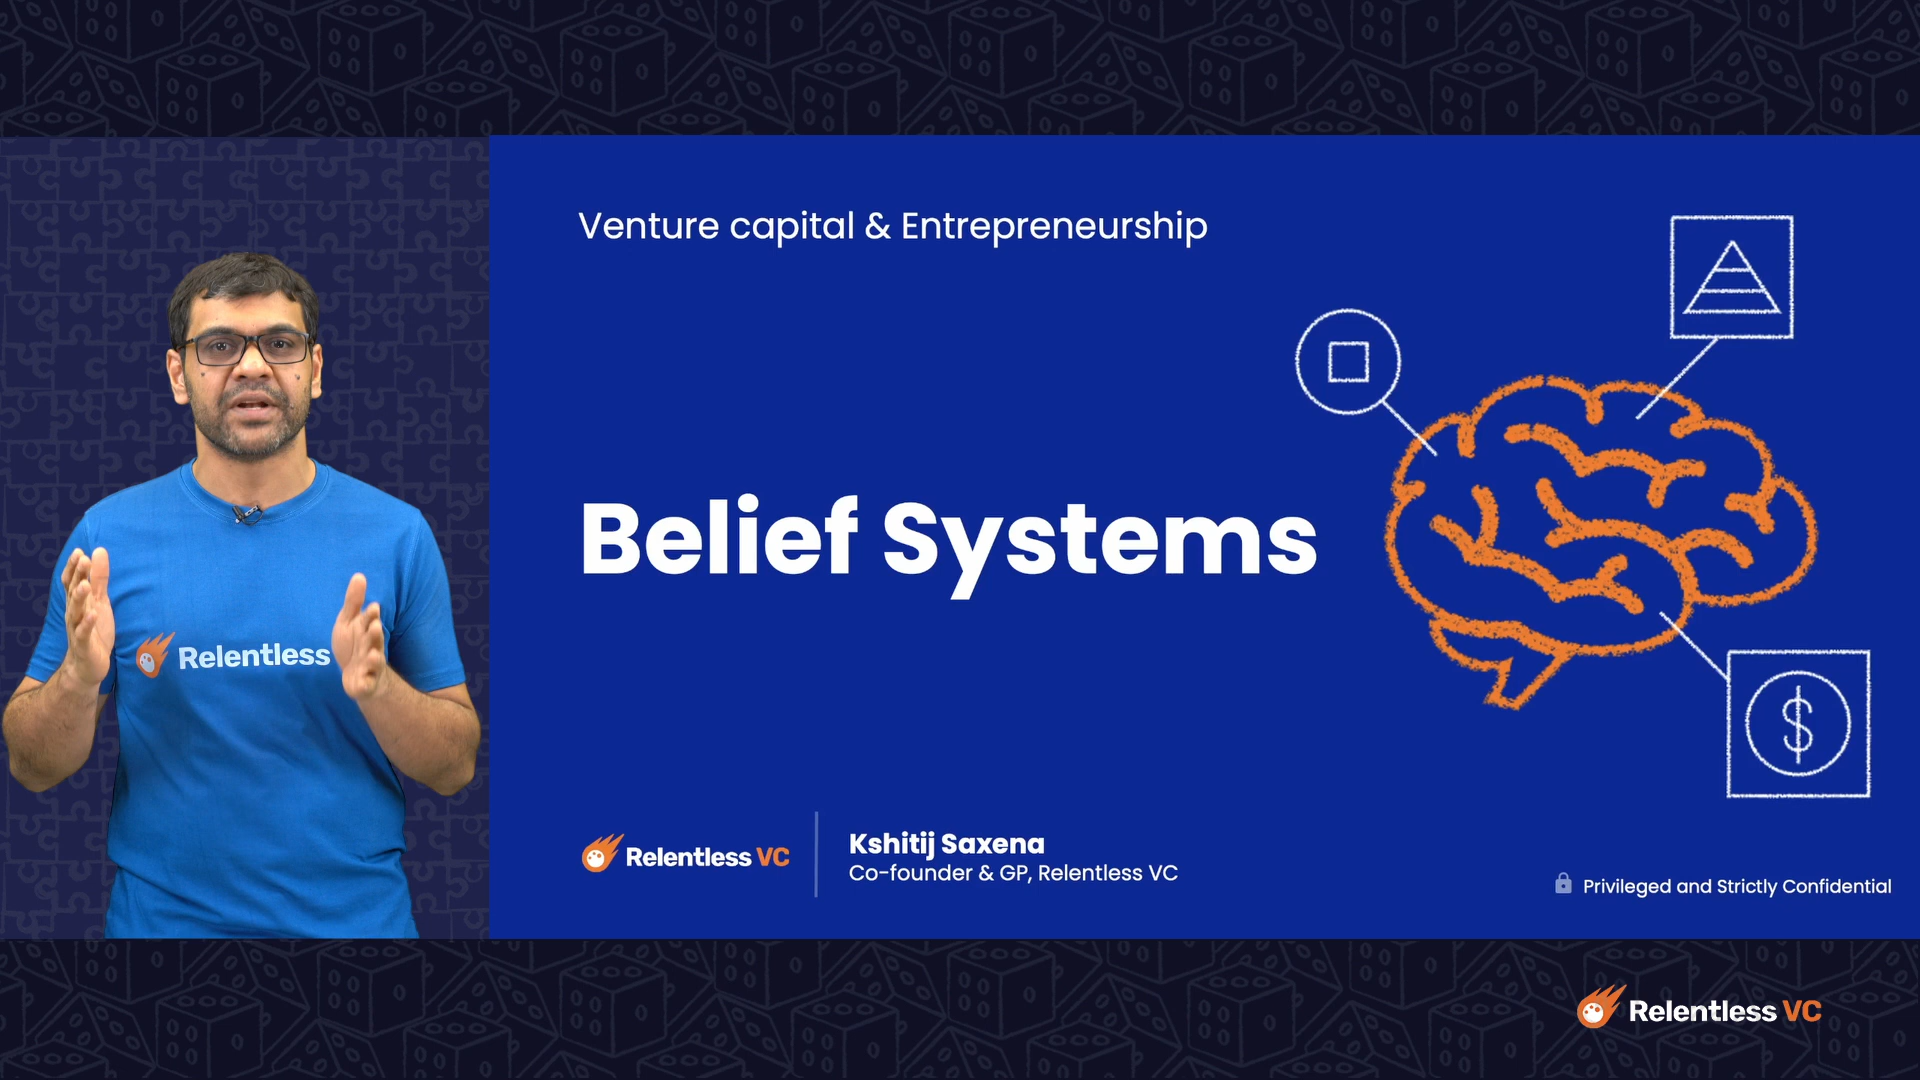 Venture capital & Entrepreneurship
Belief Systems
Relentless
Relentless VC
Kshitij Saxena
Co-founder & GP, Relentless VC
Privileged and Strictly Confidential
Relentless VC